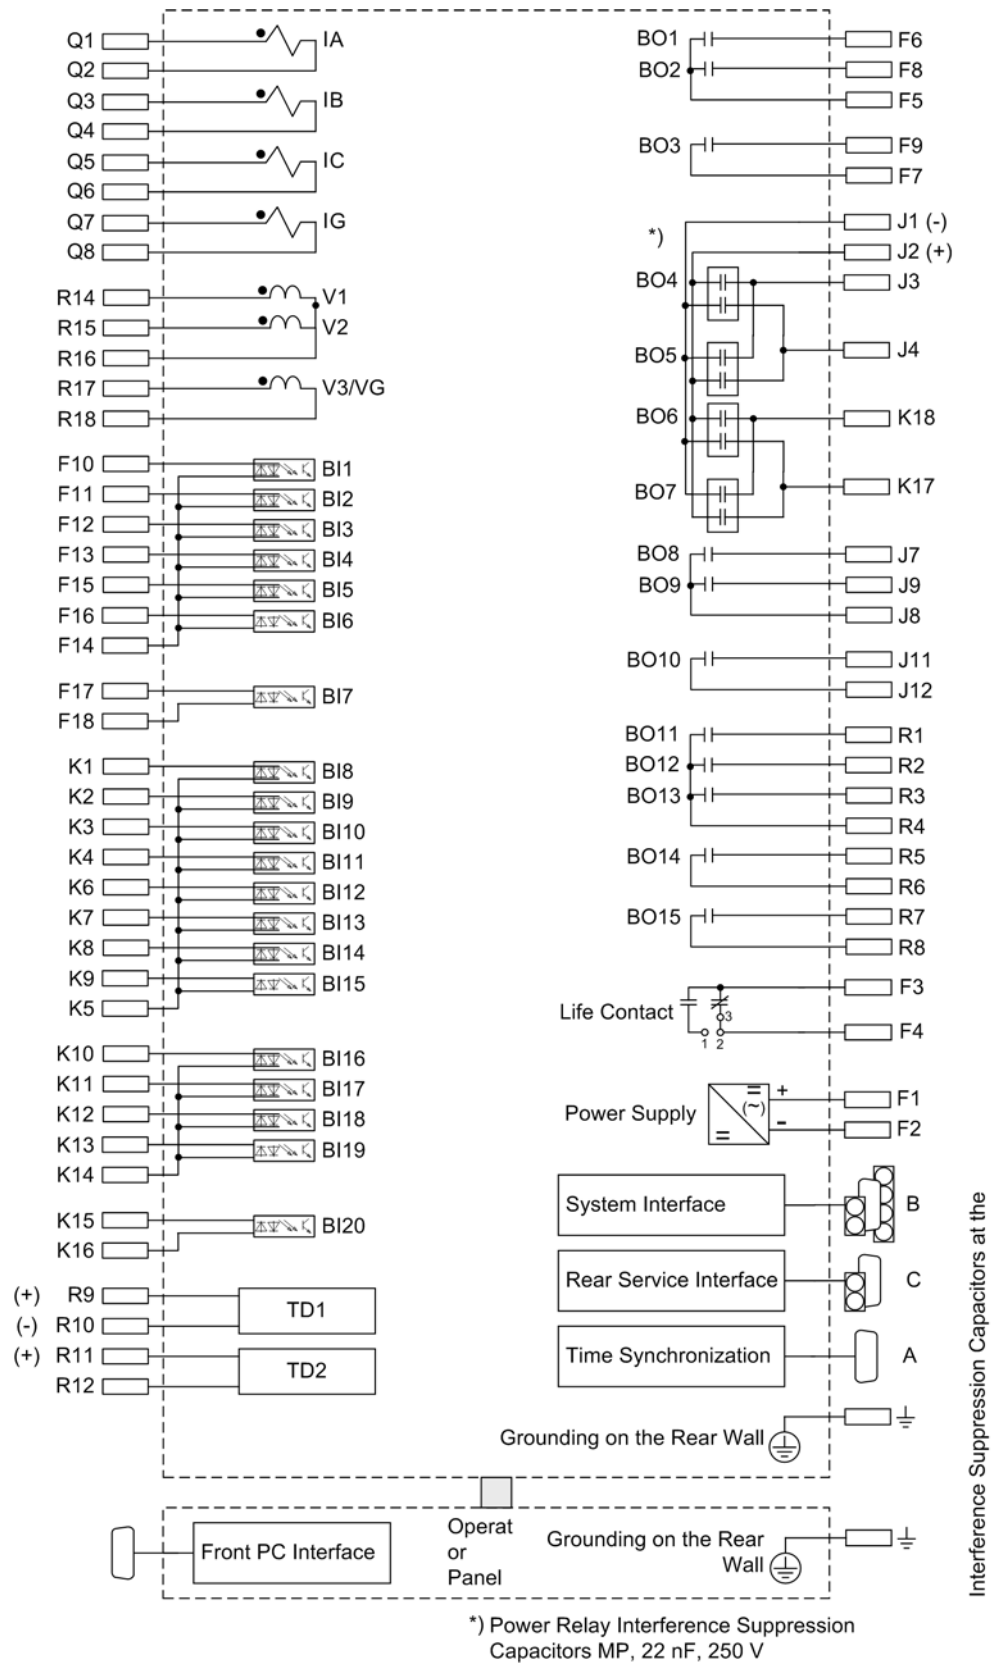 Q1 IA
Q2
Q3 IB
Q4
Q5 IC
Q6
Q7 IG
Q8
R14 V1
R15 V2
R16
R17 V3/VG
R18
F10 BI1
F11 BI2
F12 BI3
F13 BI4
F15 BI5
F16 BI6
F14
F17 BI7
F18
K1 BI8
K2 BI9
K3 BI10
K4 BI11
K6 BI12
K7 BI13
K8 BI14
K9 BI15
K5
K10 BI16
K11 BI17
K12 BI18
K13 BI19
K14
K15 BI20
K16
(+) R9
TD1
(-) R10
(+) R11
TD2
R12
BO1 F6
BO2 F8
F5
BO3 F9
F7
J1 (-)
*)
J2 (+)
BO4 J3
BO5 J4
BO6 K18
BO7 K17
BO8 J7
BO9 J9
J8
BO10 J11
J12
BO11 R1
BO12 R2
BO13 R3
R4
BO14 R5
R6
BO15 R7
R8
F3
Life Contact
3
1 2
F4
Power Supply
= + F1
(~)
= - F2
System Interface B
Rear Service Interface C
Time Synchronization A
Grounding on the Rear Wall
Front PC Interface
Operat
or
Panel
Grounding on the Rear
Wall
*) Power Relay Interference Suppression
Capacitors MP, 22 nF, 250 V
Interference Suppression Capacitors at the